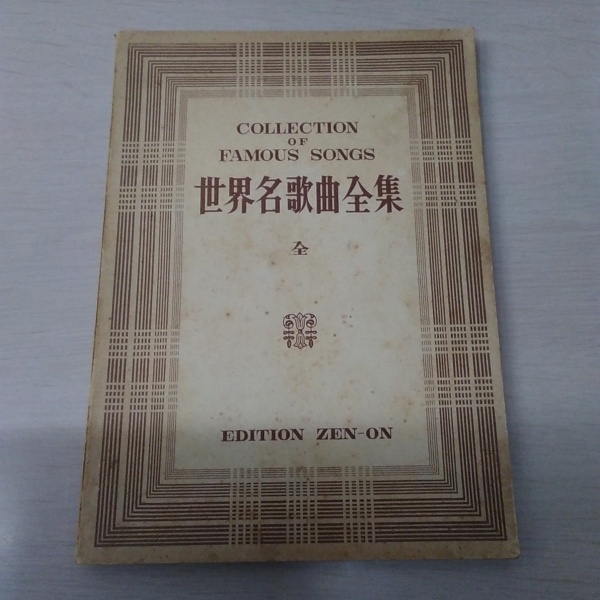 COLLECTION
OF
FAMOUS SONGS
世界名歌曲全集
全
EDITION ZEN-ON